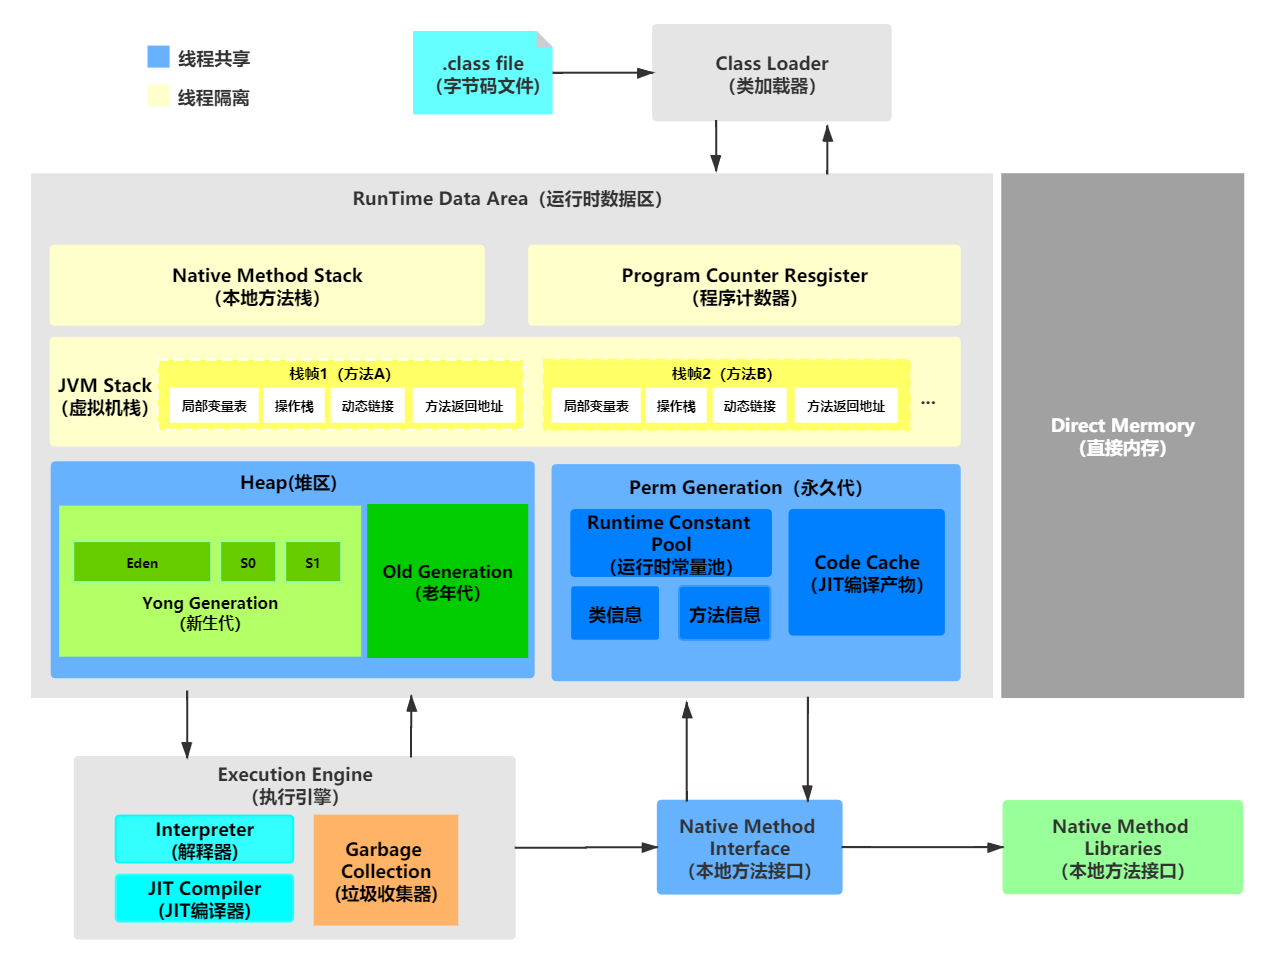 线程共享
线程隔离
.class file
（字节码文件)
Class Loader
（类加载器）
RunTime Data Area（运行时数据区）
Native Method Stack
（本地方法栈）
Program Counter Resgister
（程序计数器）
JVM Stack
（虚拟机栈）
栈帧1（方法A)
局部变量表
操作栈
动态链接
方法返回地址
栈帧2（方法B)
局部变量表
操作栈
动态链接
方法返回地址
...
Heap(堆区)
Eden
S0
S1
Yong Generation
（新生代）
Old Generation
（老年代）
Perm Generation（永久代）
Runtime Constant
Pool
（运行时常量池）
Code Cache
（JIT编译产物）
类信息
方法信息
Direct Mermory
（直接内存）
Execution Engine
（执行引擎）
Interpreter
（解释器）
JIT Compiler
（JIT编译器）
Garbage
Collection
（垃圾收集器）
Native Method
Interface
（本地方法接口）
Native Method
Libraries
（本地方法接口）